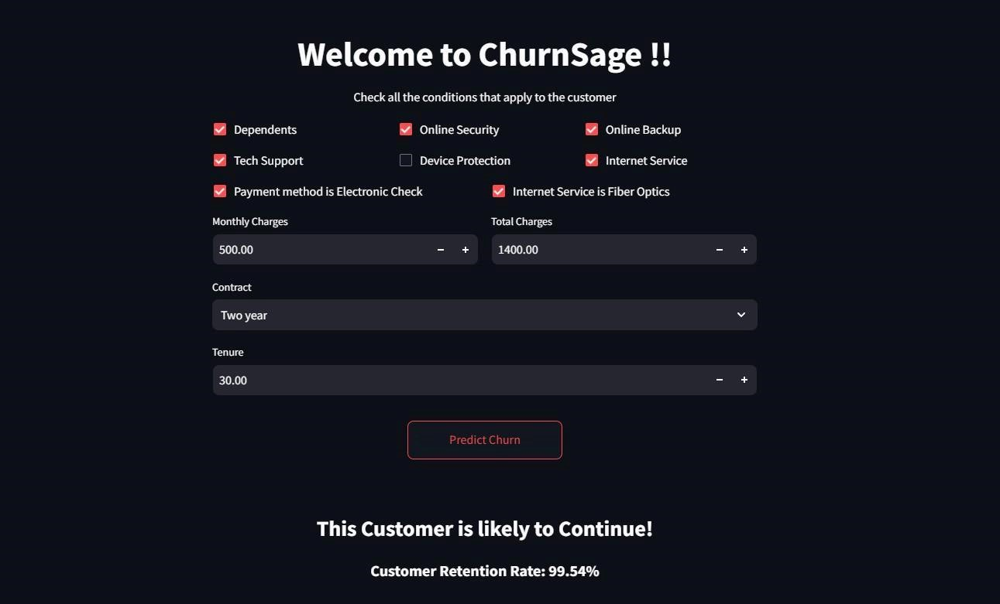 Welcome to ChurnSage !!
Check all the conditions that apply to the customer
Dependents Online Security Online Backup
Tech Support Device Protection Internet Service
Payment method is Electronic Check Internet Service is Fiber Optics
Monthly Charges Total Charges
500.00 − + 1400.00 − +
Contract
Two year
Tenure
30.00 − +
Predict Churn
This Customer is likely to Continue!
Customer Retention Rate: 99.54%